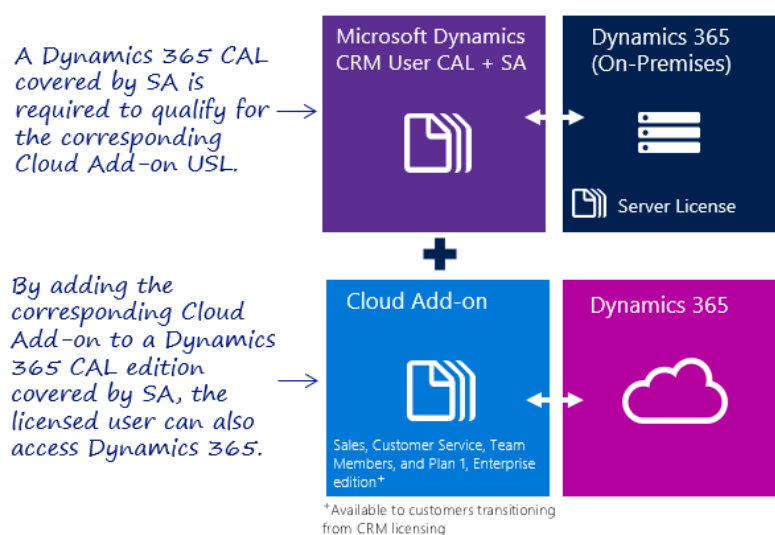 A Dynamics 365 CAL
covered by SA is
required to qualify for
the corresponding
Cloud Add-on USL.
Microsoft Dynamics
CRM User CAL + SA
Dynamics 365
(On-Premises)
Server License
By adding the
corresponding Cloud
Add-on to a Dynamics
365 CAL edition
covered by SA, the
licensed user can also
access Dynamics 365.
Cloud Add-on
Sales, Customer Service, Team
Members, and Plan 1, Enterprise
edition⁺
Dynamics 365
⁺Available to customers transitioning
from CRM licensing